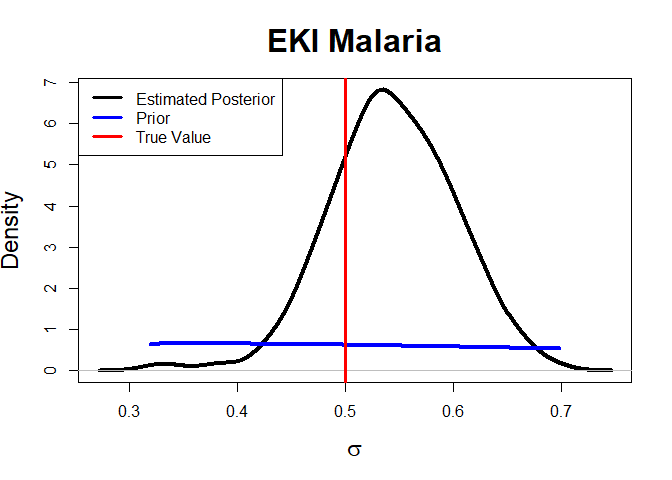 EKI Malaria
Estimated Posterior
Prior
True Value
Density
0
1
2
3
4
5
6
7
0.3
0.4
0.5
0.6
0.7
σ